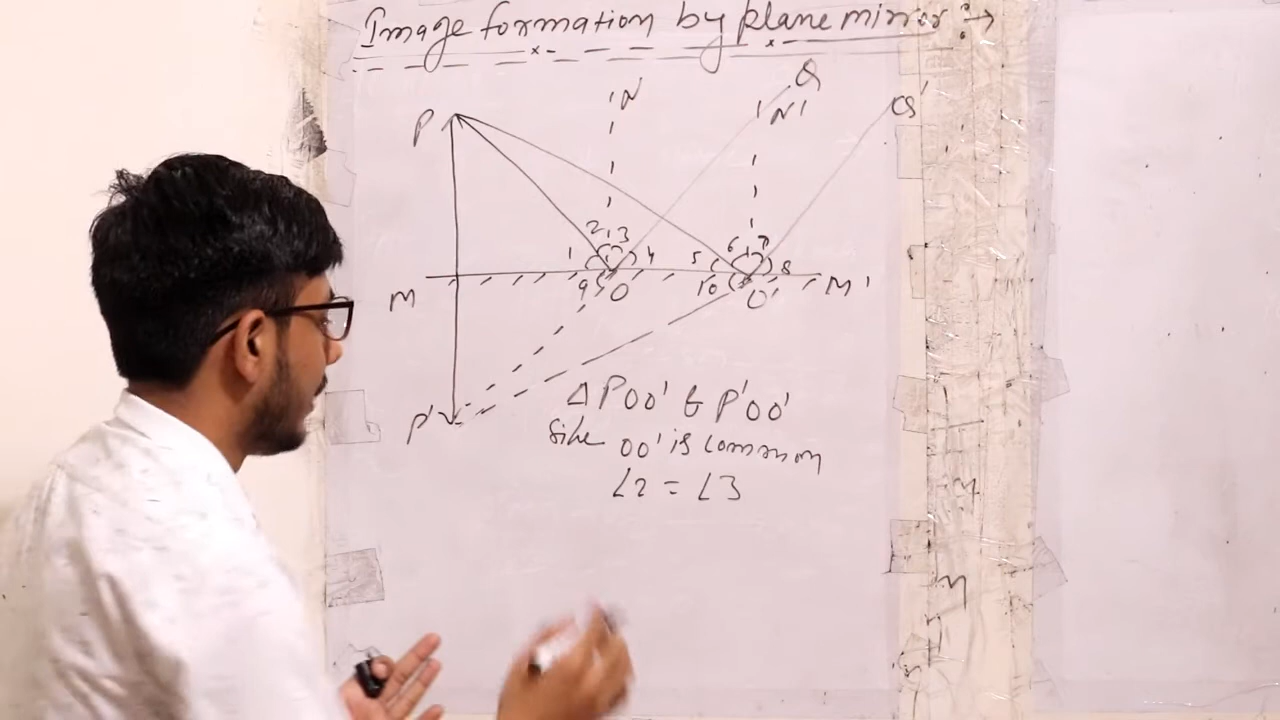 Image formation by plane mirror :→
N
Q
N'
Q'
P
2 3
6 7
1
4
5
8
M
9
O
10
O'
M'
P'
Δ POO' & P'OO'
Side OO' is common
∠2 = ∠3